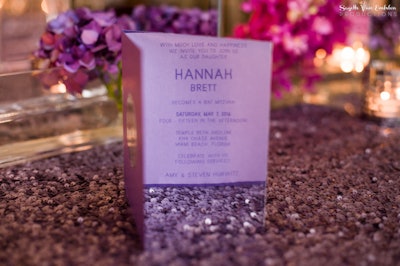 WITH MUCH LOVE AND HAPPINESS
WE INVITE YOU TO JOIN US
AS OUR DAUGHTER
HANNAH
BRETT
BECOMES A BAT MITZVAH
SATURDAY, MAY 7, 2016
FOUR - FIFTEEN IN THE AFTERNOON
TEMPLE BETH SHOLOM
CHASE AVENUE
MIAMI BEACH, FLORIDA
CELEBRATE WITH US
FOLLOWING SERVICES
AMY & STEVEN HURWITZ
PRODUCTIONS